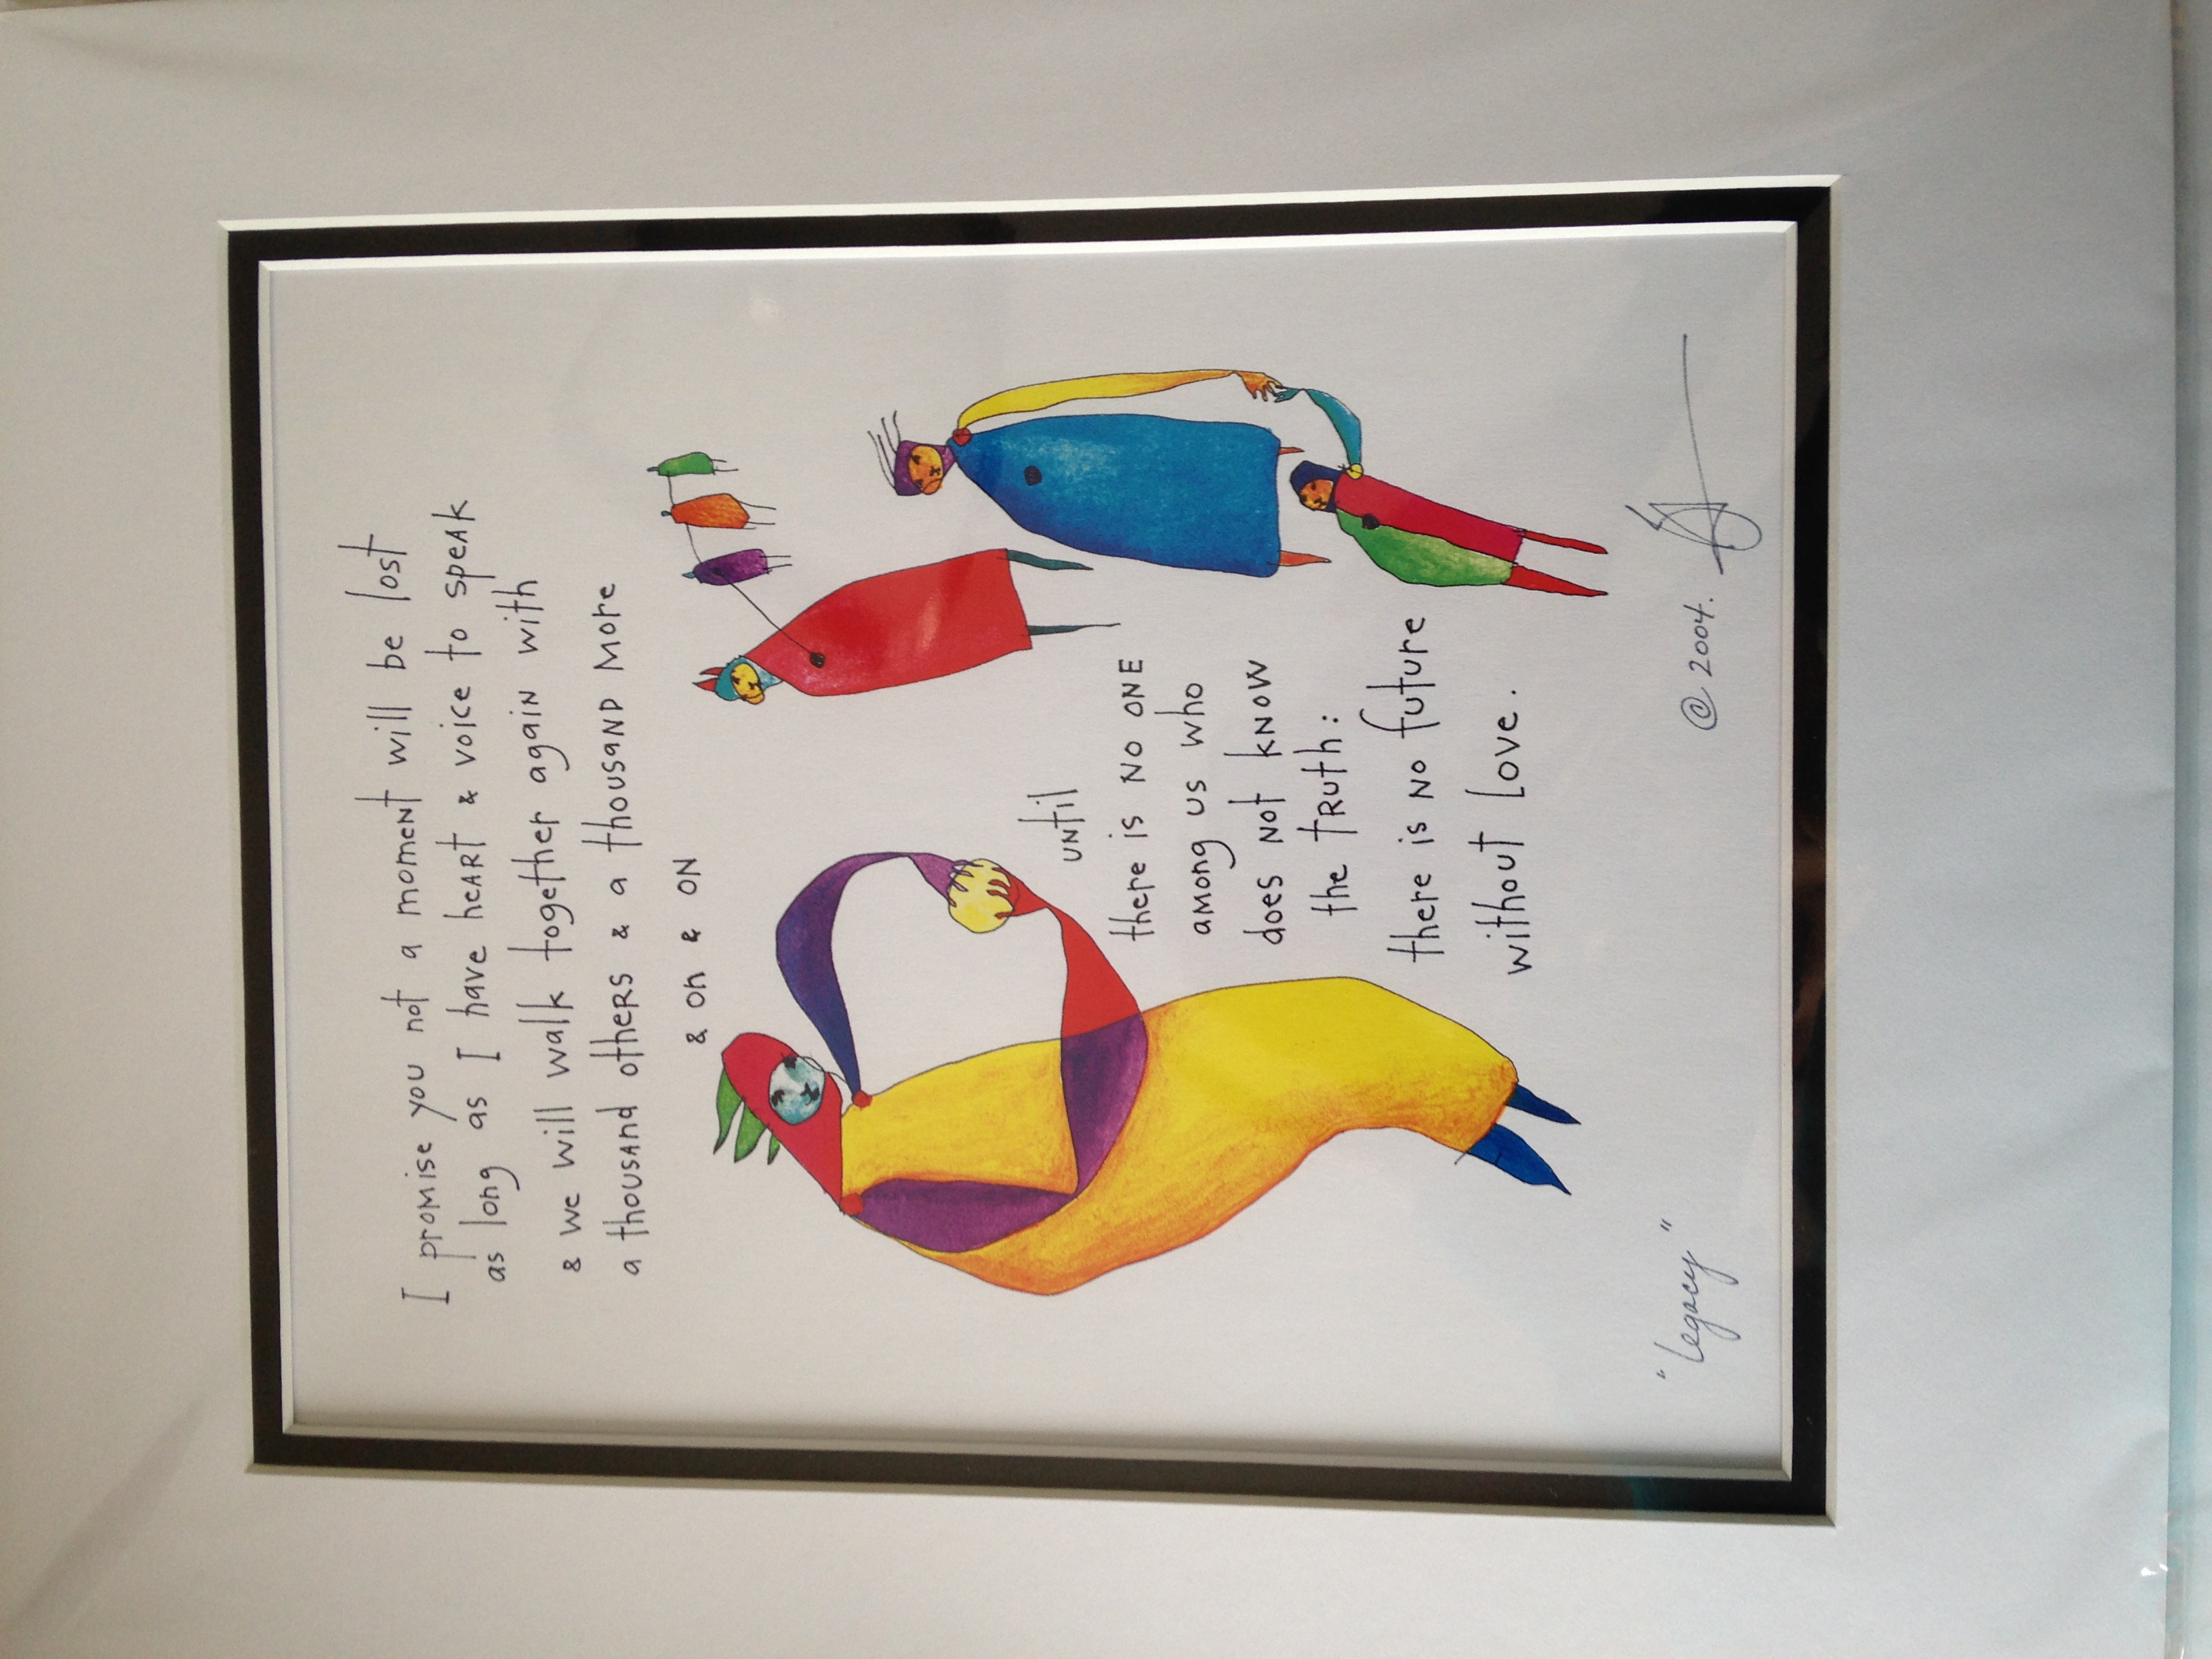 I promise you not a moment will be lost
as long as I have heart & voice to speak
& we will walk together again with
a thousand others & a thousand more
& on & on
until
there is no one
among us who
does not know
the truth:
there is no future
without love.
"legacy"
@ 2004.